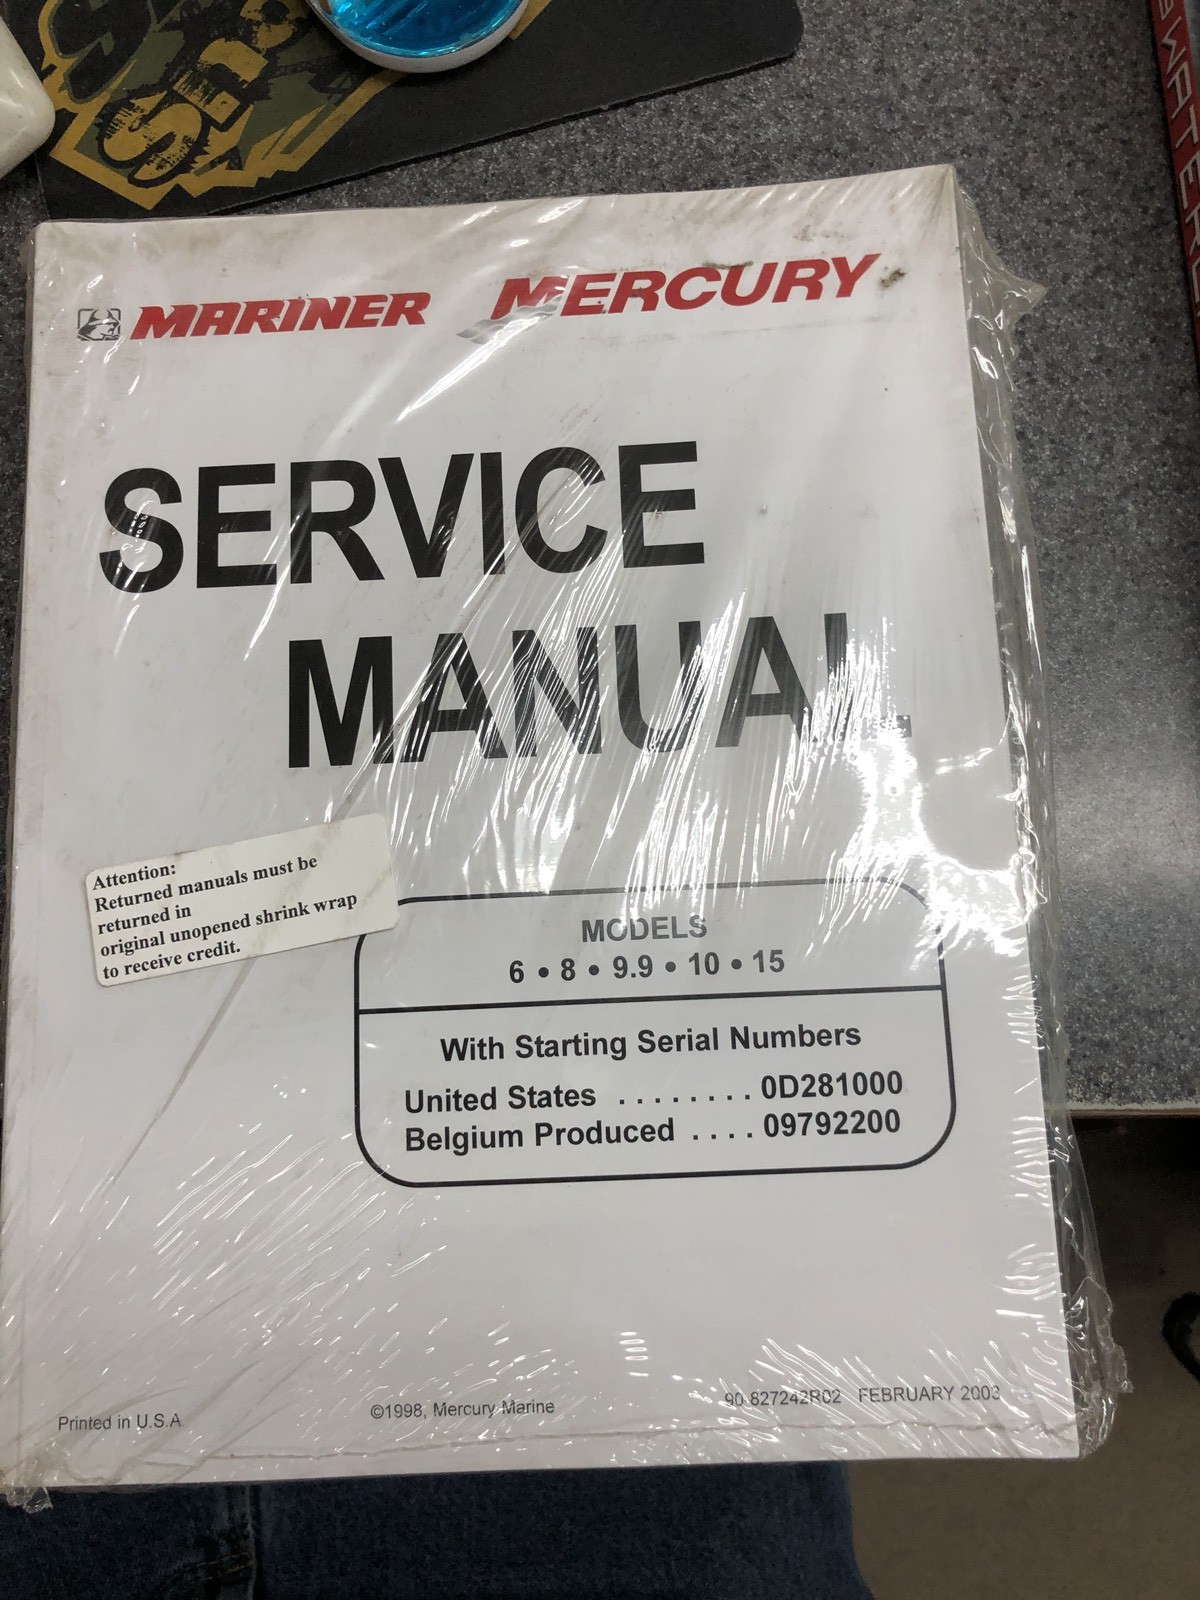 MARINER MERCURY
SERVICE
MANUAL
Attention:
Returned manuals must be
returned in
original unopened shrink wrap
to receive credit.
MODELS
6 • 8 • 9.9 • 10 • 15
With Starting Serial Numbers
United States ........ 0D281000
Belgium Produced .... 09792200
Printed in U.S.A
©1998, Mercury Marine
90-827242R02 FEBRUARY 2003